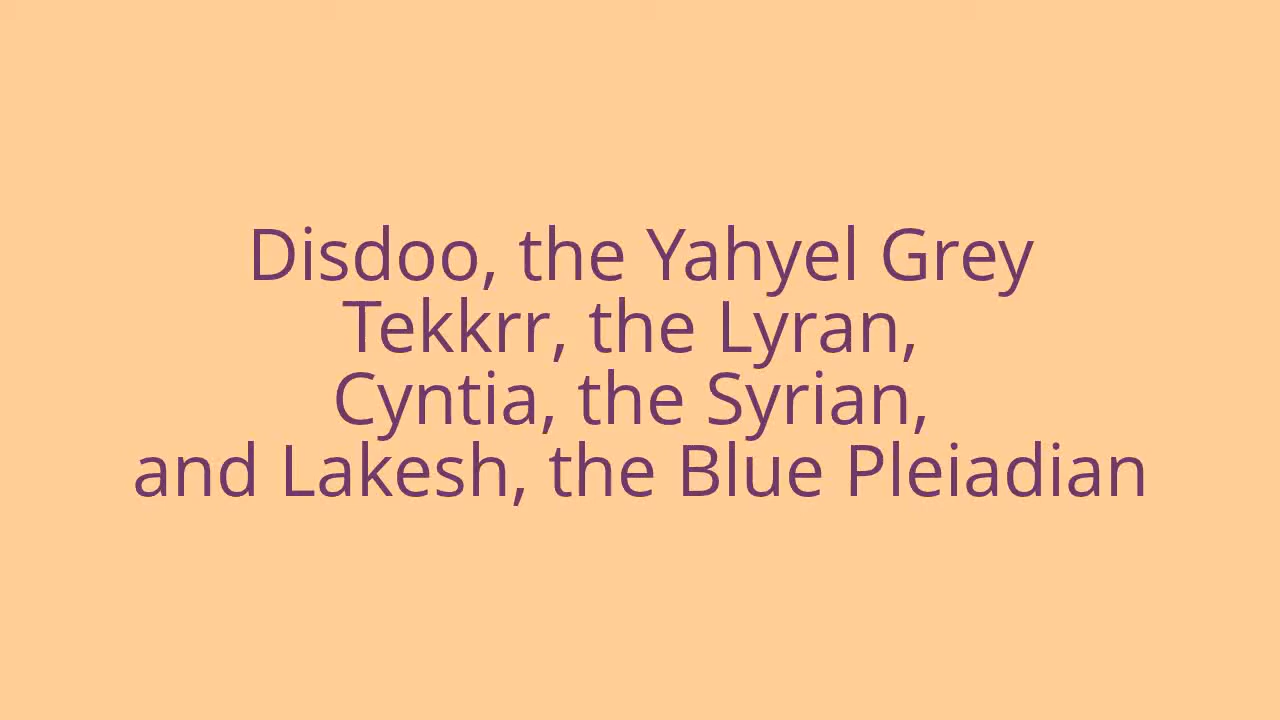 Disdoo, the Yahyel Grey
Tekkrr, the Lyran,
Cyntia, the Syrian,
and Lakesh, the Blue Pleiadian